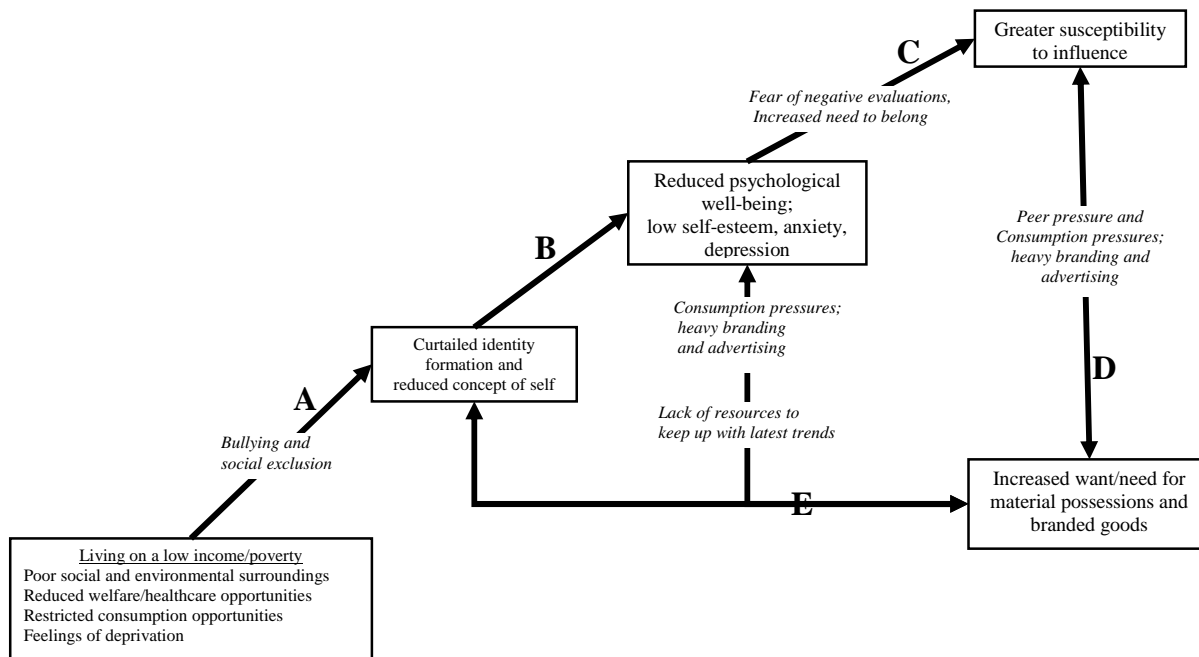 Greater susceptibility
to influence
C
Fear of negative evaluations,
Increased need to belong
Reduced psychological
well-being;
low self-esteem, anxiety,
depression
Peer pressure and
Consumption pressures;
heavy branding and
advertising
B
Consumption pressures;
heavy branding
and advertising
Curtailed identity
formation and
reduced concept of self
D
A
Lack of resources to
keep up with latest trends
Bullying and
social exclusion
Increased want/need for
material possessions and
branded goods
E
Living on a low income/poverty
Poor social and environmental surroundings
Reduced welfare/healthcare opportunities
Restricted consumption opportunities
Feelings of deprivation